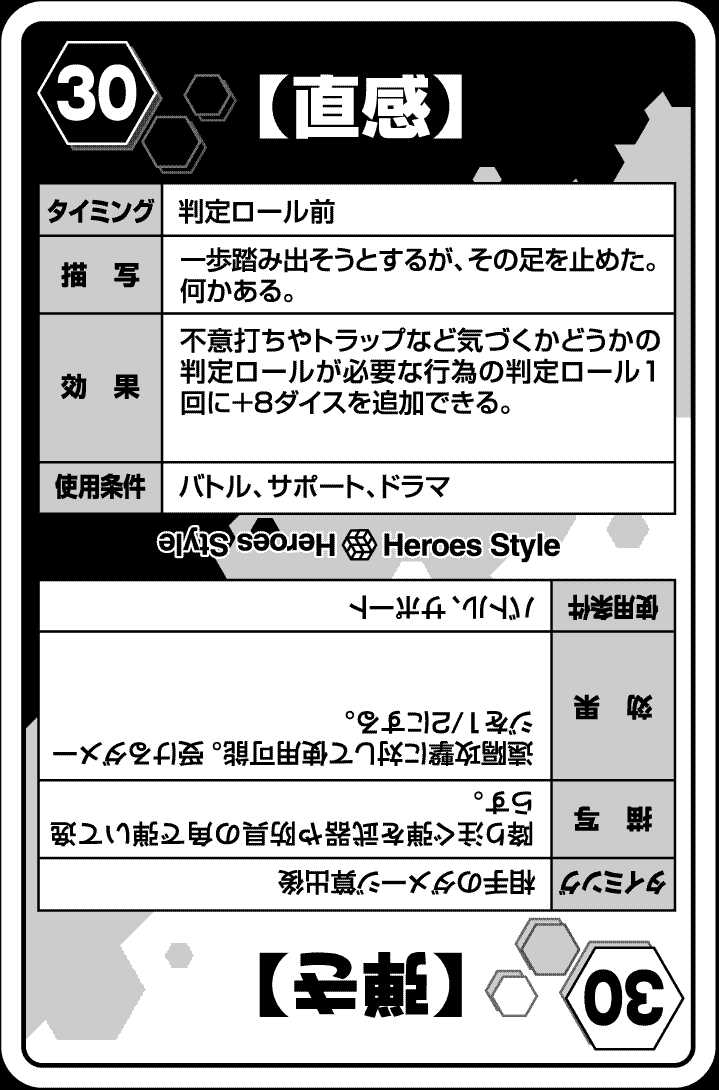 30
【直感】
タイミング 判定ロール前
描写 一歩踏み出そうとするが、その足を止めた。
何かある。
効果 不意打ちやトラップなど気づくかどうかの
判定ロールが必要な行為の判定ロール1
回に+8ダイスを追加できる。
使用条件 バトル、サポート、ドラマ
Heroes Style
Heroes Style
30
【弾き】
タイミング 相手のダメージ算出後
描写 降り注ぐ弾を武器や防具の角で弾いて逸
らす。
効果 遠隔攻撃に対して使用可能。受けるダメー
ジを1/2にする。
使用条件 バトル、サポート